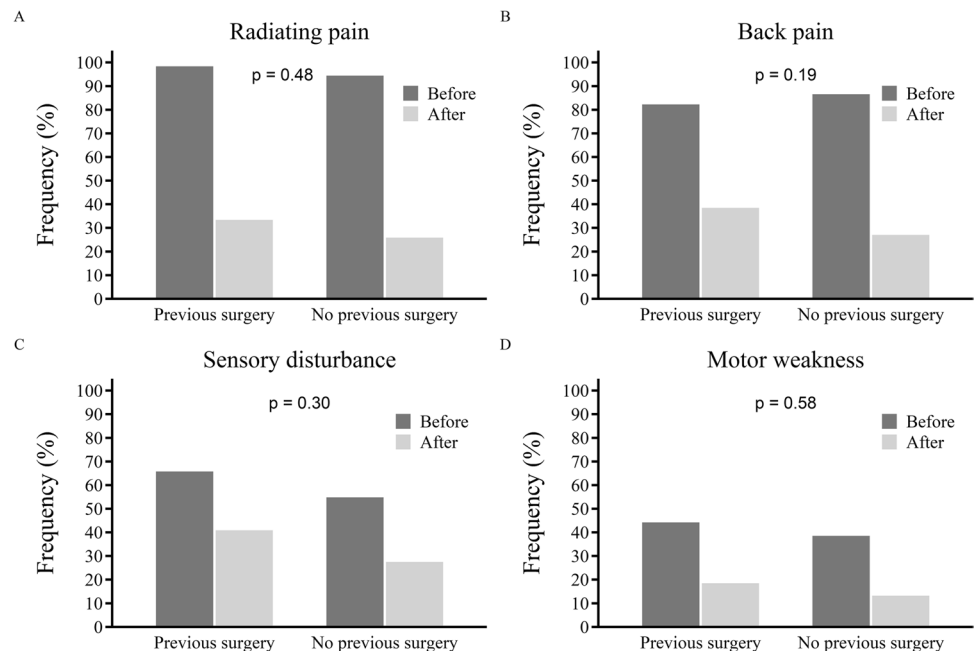 A
Radiating pain
p = 0.48
Before
After
Frequency (%)
100
90
80
70
60
50
40
30
20
10
0
Previous surgery
No previous surgery
B
Back pain
p = 0.19
Before
After
Frequency (%)
100
90
80
70
60
50
40
30
20
10
0
Previous surgery
No previous surgery
C
Sensory disturbance
p = 0.30
Before
After
Frequency (%)
100
90
80
70
60
50
40
30
20
10
0
Previous surgery
No previous surgery
D
Motor weakness
p = 0.58
Before
After
Frequency (%)
100
90
80
70
60
50
40
30
20
10
0
Previous surgery
No previous surgery